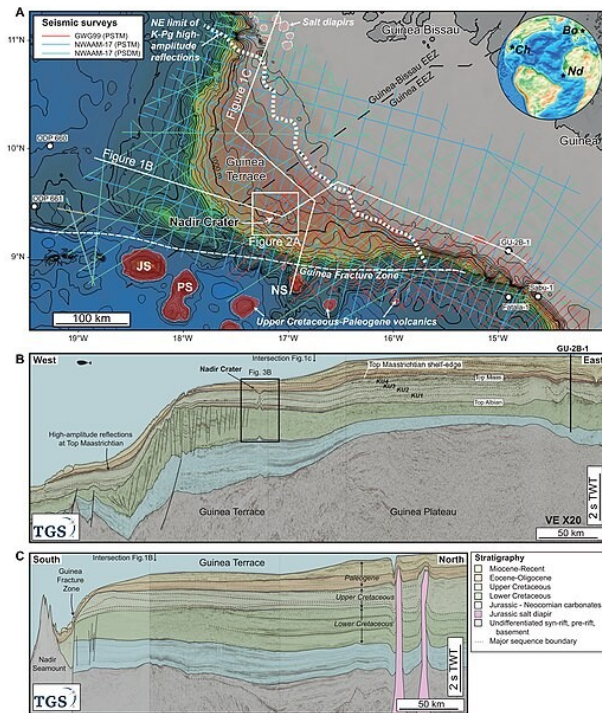 A
Seismic surveys
GWG99 (PSTM)
NWAAM-17 (PSTM)
NWAAM-17 (PSDM)
NE limit of
K-Pg high-
amplitude
reflections
Salt diapirs
Guinea Bissau
Bo
Ch
Nd
Guinea-Bissau EEZ
Guinea EEZ
Guinea
Figure 1C
11°N
10°N
9°N
ODP 660
ODP 661
Figure 1B
Guinea
Terrace
Nadir Crater
Figure 2A
GU-2B-1
Sabu-1
Fatala-1
Guinea Fracture Zone
JS
PS
NS
Upper Cretaceous-Paleogene volcanics
100 km
19°W
18°W
17°W
16°W
15°W
B
West
Intersection Fig.1c
Top Maastrichtian shelf-edge
GU-2B-1
East
Nadir Crater
Fig. 3B
KU4
KU3
KU2
KU1
Top Maas.
Top Albian
High-amplitude reflections
at Top Maastrichtian
Guinea Terrace
Guinea Plateau
TGS
VE X20
2 s TWT
50 km
C
South
Intersection Fig.1B
Guinea Terrace
North
Guinea
Fracture
Zone
Paleogene
Upper Cretaceous
Lower Cretaceous
Nadir
Seamount
TGS
2 s TWT
50 km
Stratigraphy
Miocene-Recent
Eocene-Oligocene
Upper Cretaceous
Lower Cretaceous
Jurassic - Neocomian carbonates
Jurassic salt diapir
Undifferentiated syn-rift, pre-rift,
basement
Major sequence boundary